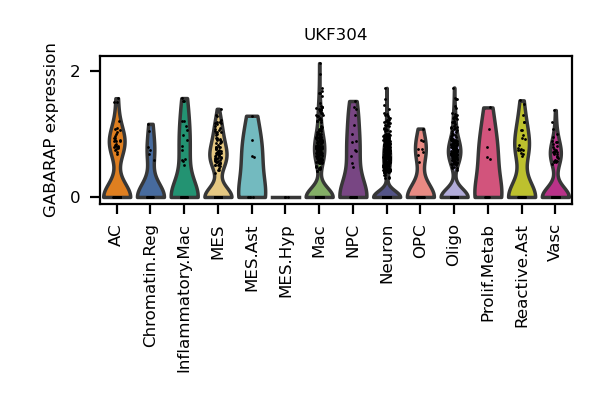 UKF304
GABARAP expression
2
0
AC
Chromatin.Reg
Inflammatory.Mac
MES
MES.Ast
MES.Hyp
Mac
NPC
Neuron
OPC
Oligo
Prolif.Metab
Reactive.Ast
Vasc